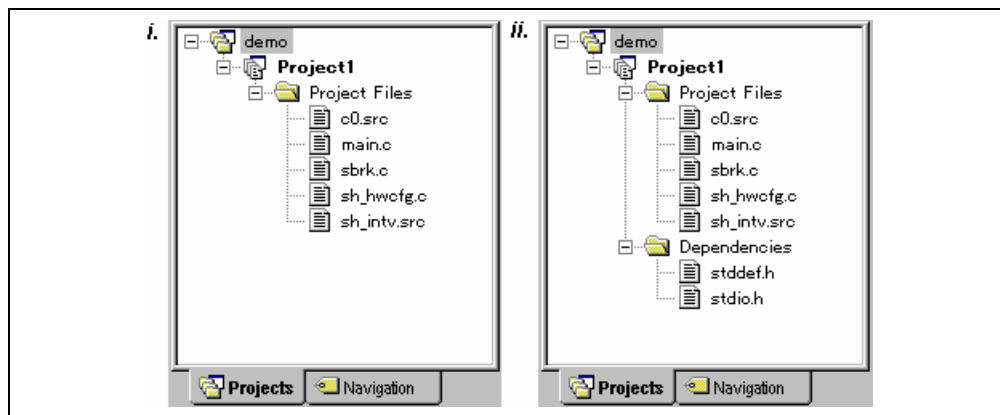 i.
demo
Project1
Project Files
c0.src
main.c
sbrk.c
sh_hwcfg.c
sh_intv.src
Projects
Navigation
ii.
demo
Project1
Project Files
c0.src
main.c
sbrk.c
sh_hwcfg.c
sh_intv.src
Dependencies
stddef.h
stdio.h
Projects
Navigation